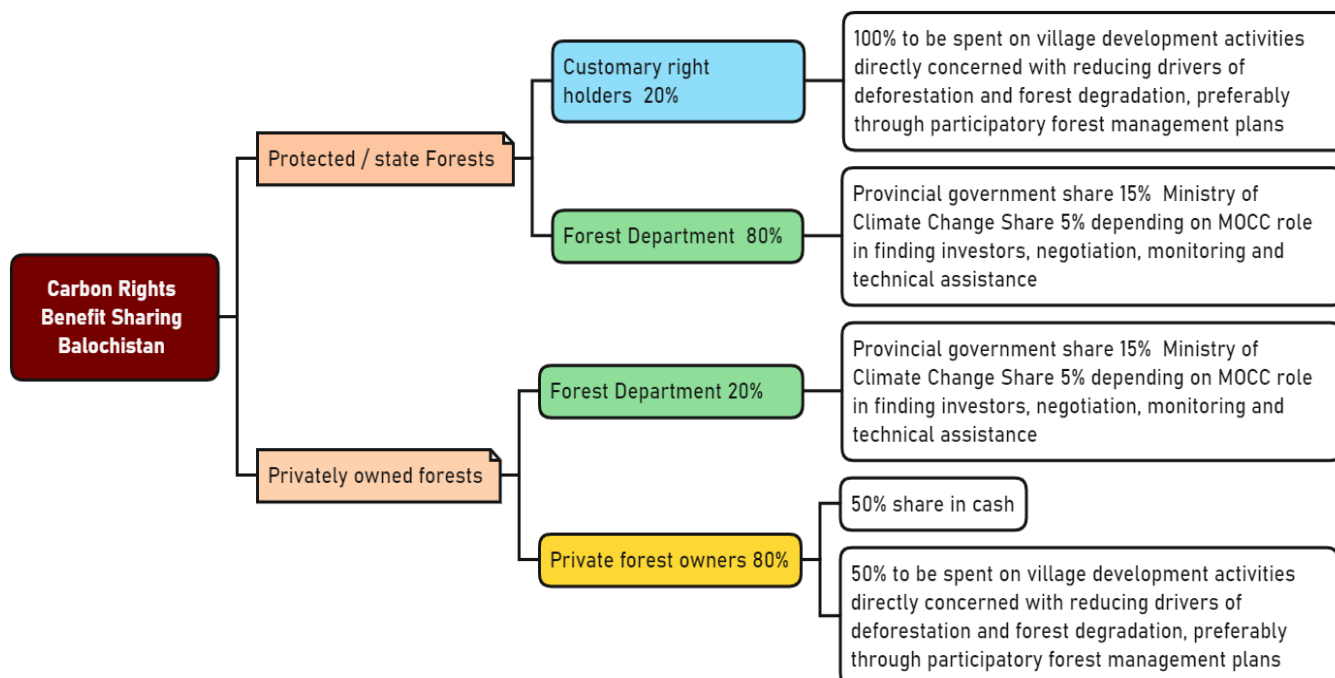 Carbon Rights
Benefit Sharing
Balochistan
Protected / state Forests
Customary right
holders 20%
100% to be spent on village development activities
directly concerned with reducing drivers of
deforestation and forest degradation, preferably
through participatory forest management plans
Forest Department 80%
Provincial government share 15% Ministry of
Climate Change Share 5% depending on MOCC role
in finding investors, negotiation, monitoring and
technical assistance
Privately owned forests
Forest Department 20%
Provincial government share 15% Ministry of
Climate Change Share 5% depending on MOCC role
in finding investors, negotiation, monitoring and
technical assistance
Private forest owners 80%
50% share in cash
50% to be spent on village development activities
directly concerned with reducing drivers of
deforestation and forest degradation, preferably
through participatory forest management plans